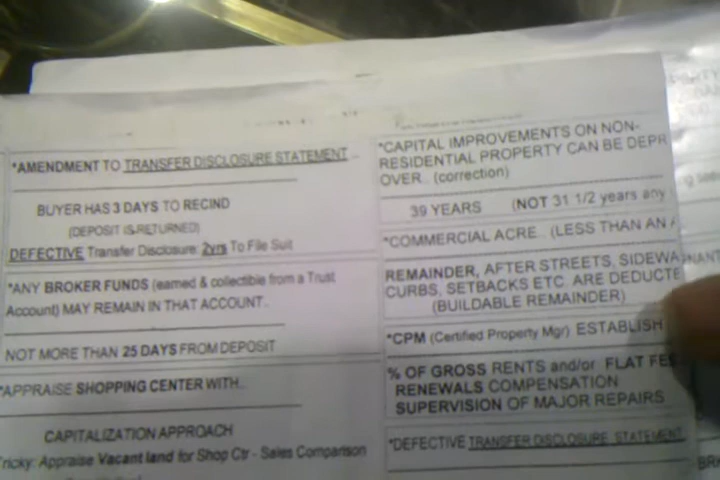 *AMENDMENT TO TRANSFER DISCLOSURE STATEMENT..
BUYER HAS 3 DAYS TO RECIND
(DEPOSIT IS RETURNED)
DEFECTIVE Transfer Disclosure: 2yrs To File Suit
*ANY BROKER FUNDS (earned & collectible from a Trust
Account) MAY REMAIN IN THAT ACCOUNT..
NOT MORE THAN 25 DAYS FROM DEPOSIT
*APPRAISE SHOPPING CENTER WITH..
CAPITALIZATION APPROACH
Tricky: Appraise Vacant land for Shop Ctr - Sales Comparison
*CAPITAL IMPROVEMENTS ON NON-
RESIDENTIAL PROPERTY CAN BE DEPR
OVER.. (correction)
39 YEARS (NOT 31 1/2 years any
*COMMERCIAL ACRE.. (LESS THAN AN A
REMAINDER, AFTER STREETS, SIDEWA
CURBS, SETBACKS ETC. ARE DEDUCTE
(BUILDABLE REMAINDER)
*CPM (Certified Property Mgr) ESTABLISH
% OF GROSS RENTS and/or FLAT FEE
RENEWALS COMPENSATION
SUPERVISION OF MAJOR REPAIRS
*DEFECTIVE TRANSFER DISCLOSURE STATEMENT